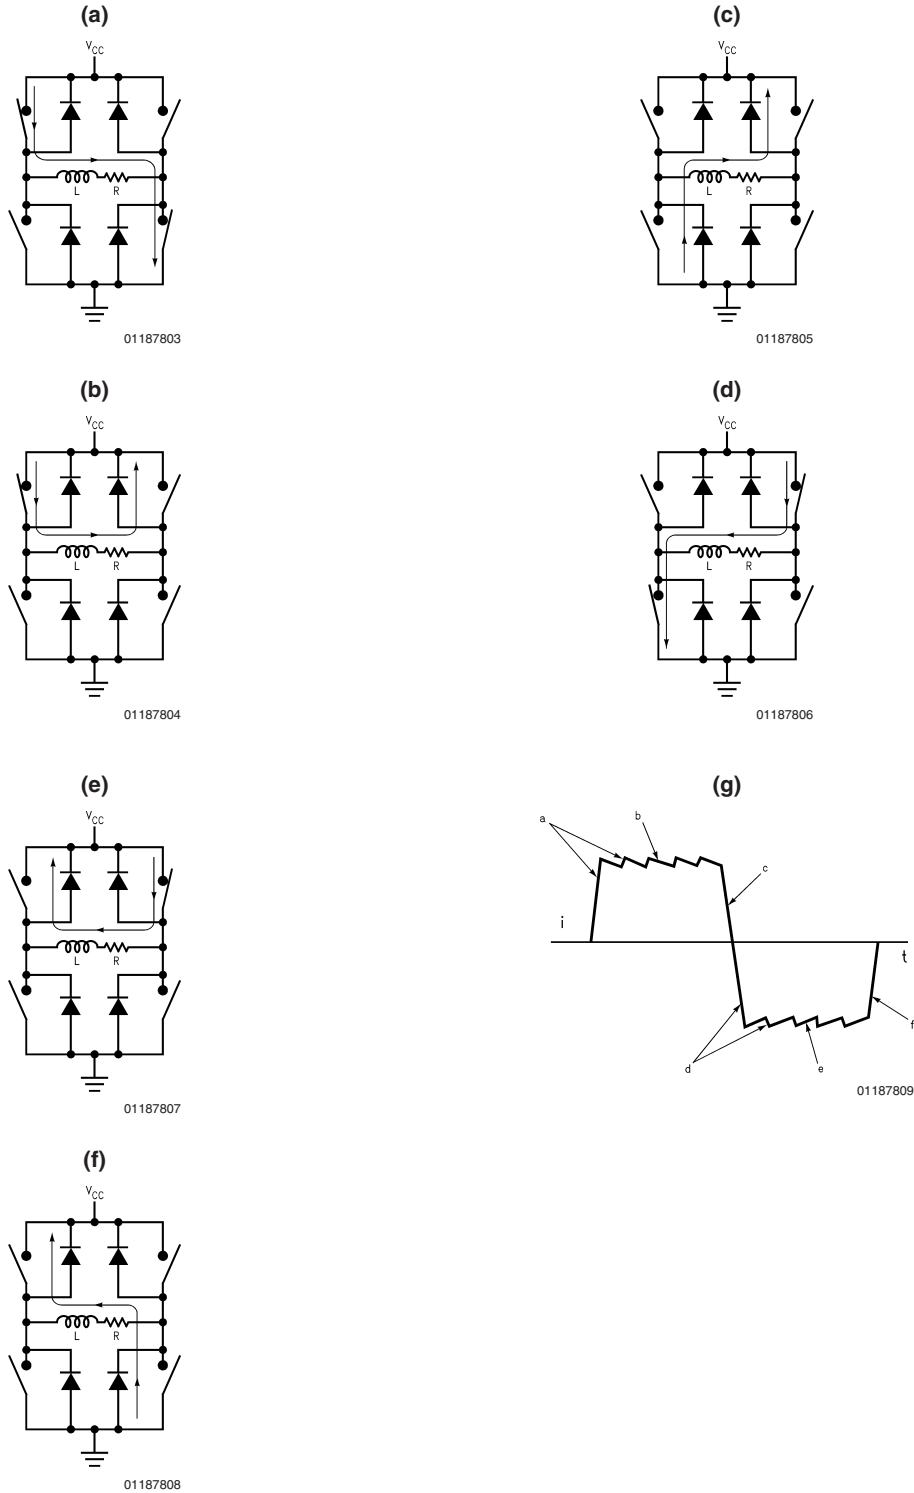 (a)
V_CC
L R
01187803
(c)
V_CC
L R
01187805
(b)
V_CC
L R
01187804
(d)
V_CC
L R
01187806
(e)
V_CC
L R
01187807
(g)
a
b
c
i
t
d
e
f
01187809
(f)
V_CC
L R
01187808